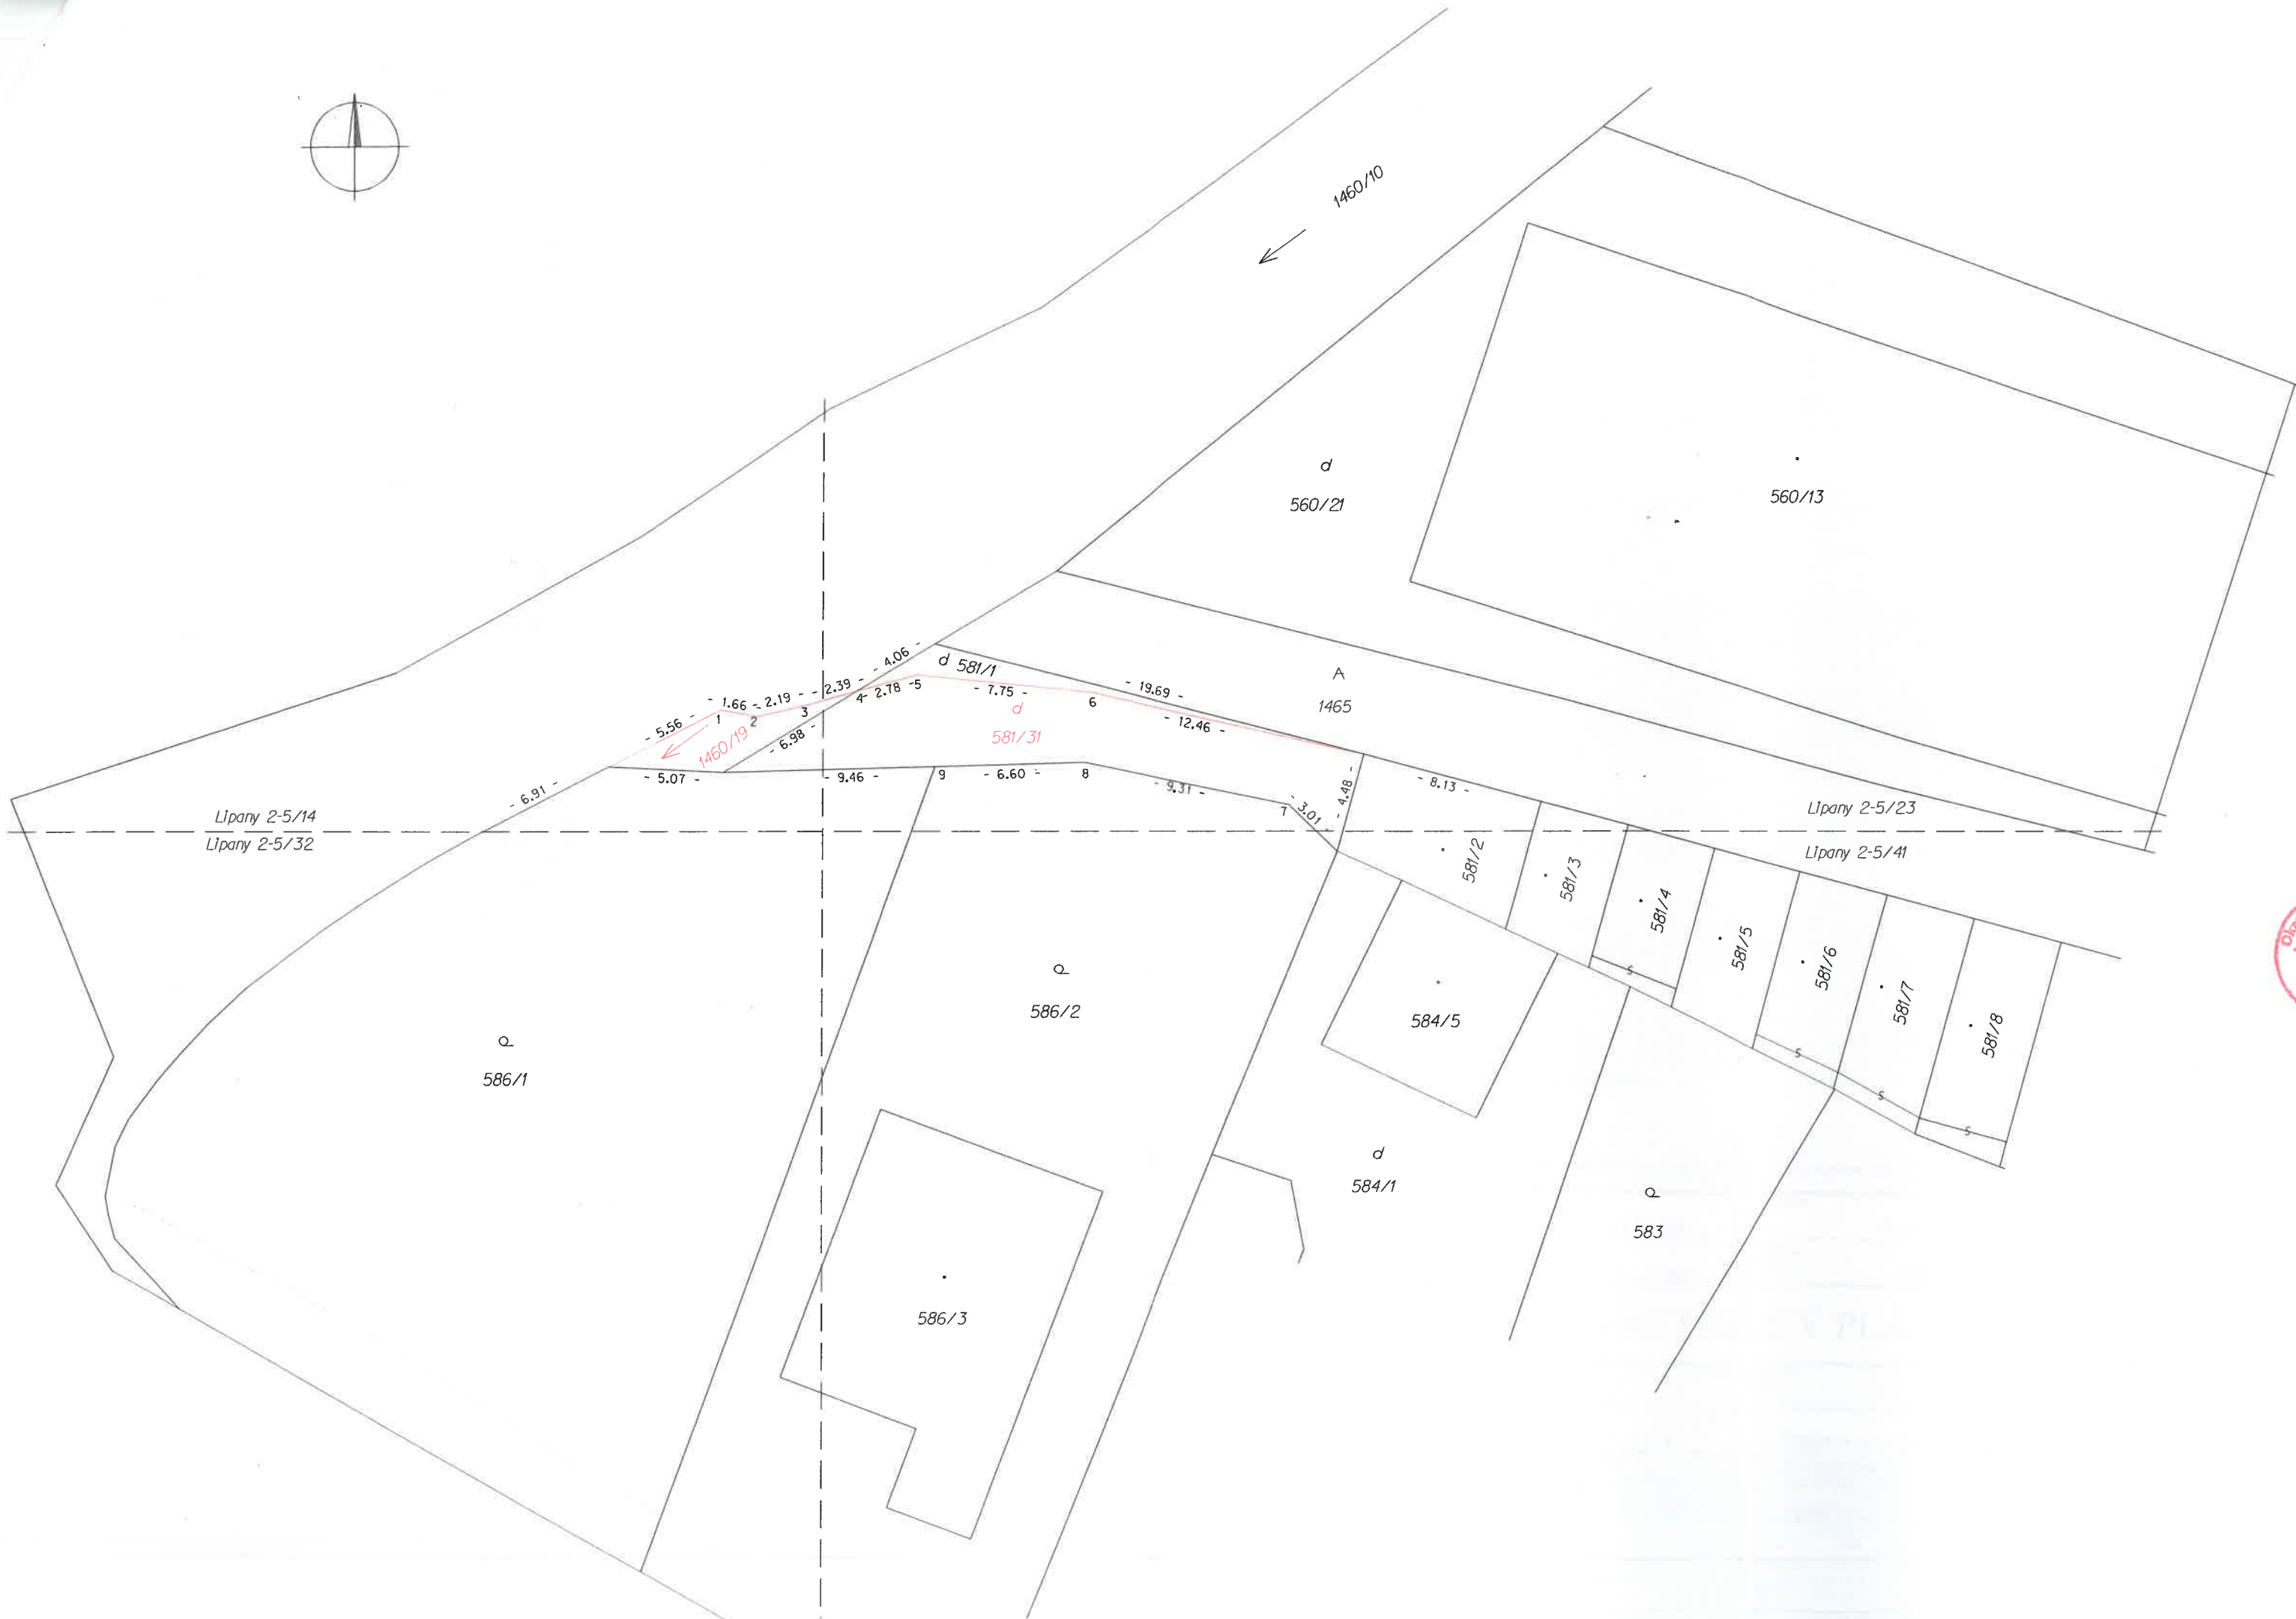 1460/10
d
560/21
560/13
- 4.06 -
d 581/1
- 19.69 -
A
1465
- 1.66 -
- 2.19 -
- 2.39 -
4
- 2.78 -
5
- 7.75 -
6
- 12.46 -
- 5.56 -
1
2
3
1460/19
- 6.98 -
d
581/31
- 5.07 -
- 9.46 -
9
- 6.60 -
8
- 9.31 -
7
- 3.01 -
- 4.48 -
- 8.13 -
- 6.91 -
Lipany 2-5/14
Lipany 2-5/32
Lipany 2-5/23
Lipany 2-5/41
581/2
581/3
581/4
581/5
581/6
581/7
581/8
s
s
s
s
586/1
586/2
584/5
d
584/1
583
586/3